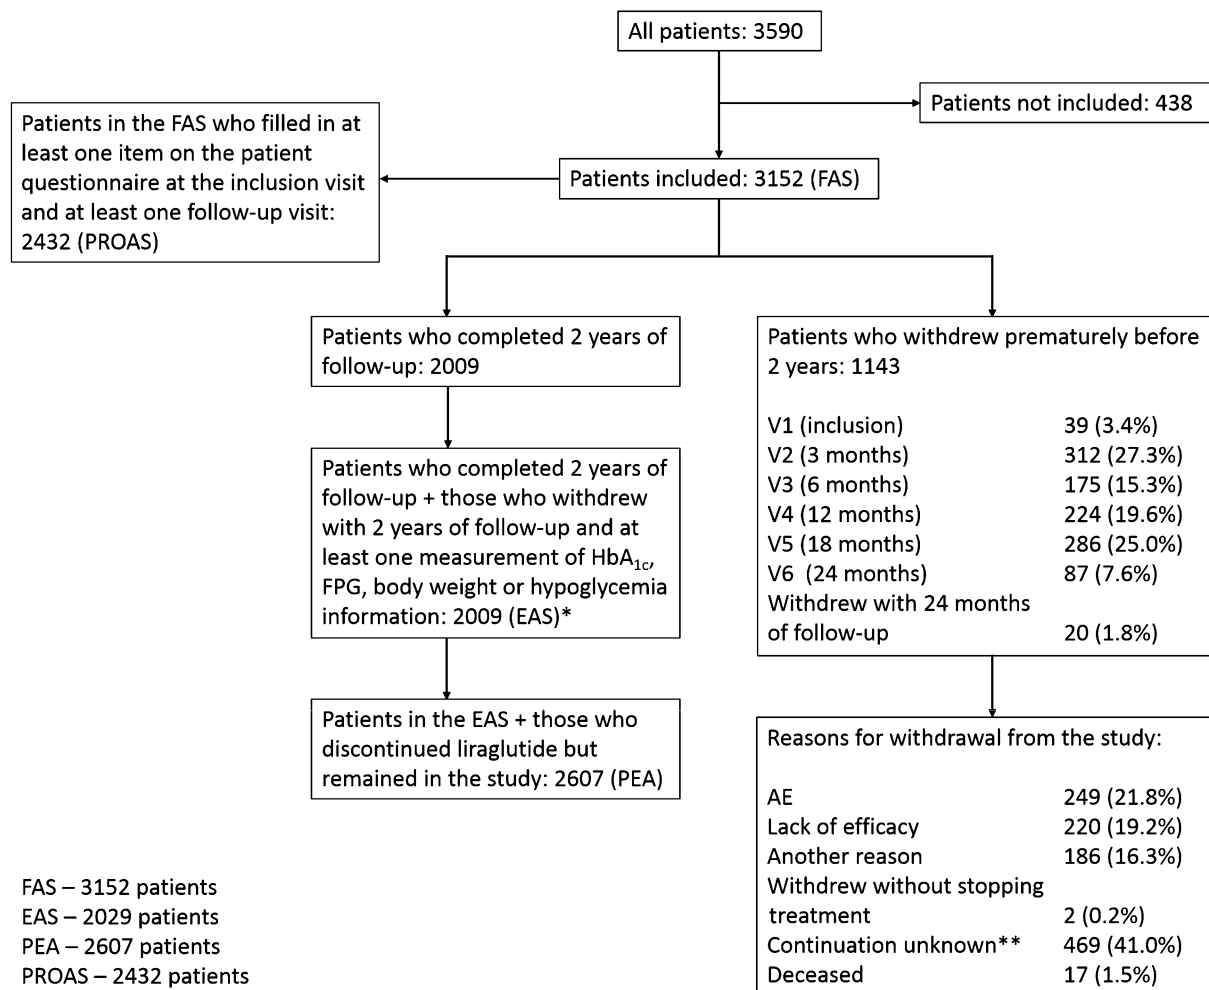 All patients: 3590
Patients not included: 438
Patients in the FAS who filled in at
least one item on the patient
questionnaire at the inclusion visit
and at least one follow-up visit:
2432 (PROAS)
Patients included: 3152 (FAS)
Patients who completed 2 years of
follow-up: 2009
Patients who completed 2 years of
follow-up + those who withdrew
with 2 years of follow-up and at
least one measurement of HbA1c,
FPG, body weight or hypoglycemia
information: 2009 (EAS)*
Patients in the EAS + those who
discontinued liraglutide but
remained in the study: 2607 (PEA)
Patients who withdrew prematurely before
2 years: 1143
V1 (inclusion) 39 (3.4%)
V2 (3 months) 312 (27.3%)
V3 (6 months) 175 (15.3%)
V4 (12 months) 224 (19.6%)
V5 (18 months) 286 (25.0%)
V6 (24 months) 87 (7.6%)
Withdrew with 24 months
of follow-up 20 (1.8%)
Reasons for withdrawal from the study:
AE 249 (21.8%)
Lack of efficacy 220 (19.2%)
Another reason 186 (16.3%)
Withdrew without stopping
treatment 2 (0.2%)
Continuation unknown** 469 (41.0%)
Deceased 17 (1.5%)
FAS – 3152 patients
EAS – 2029 patients
PEA – 2607 patients
PROAS – 2432 patients